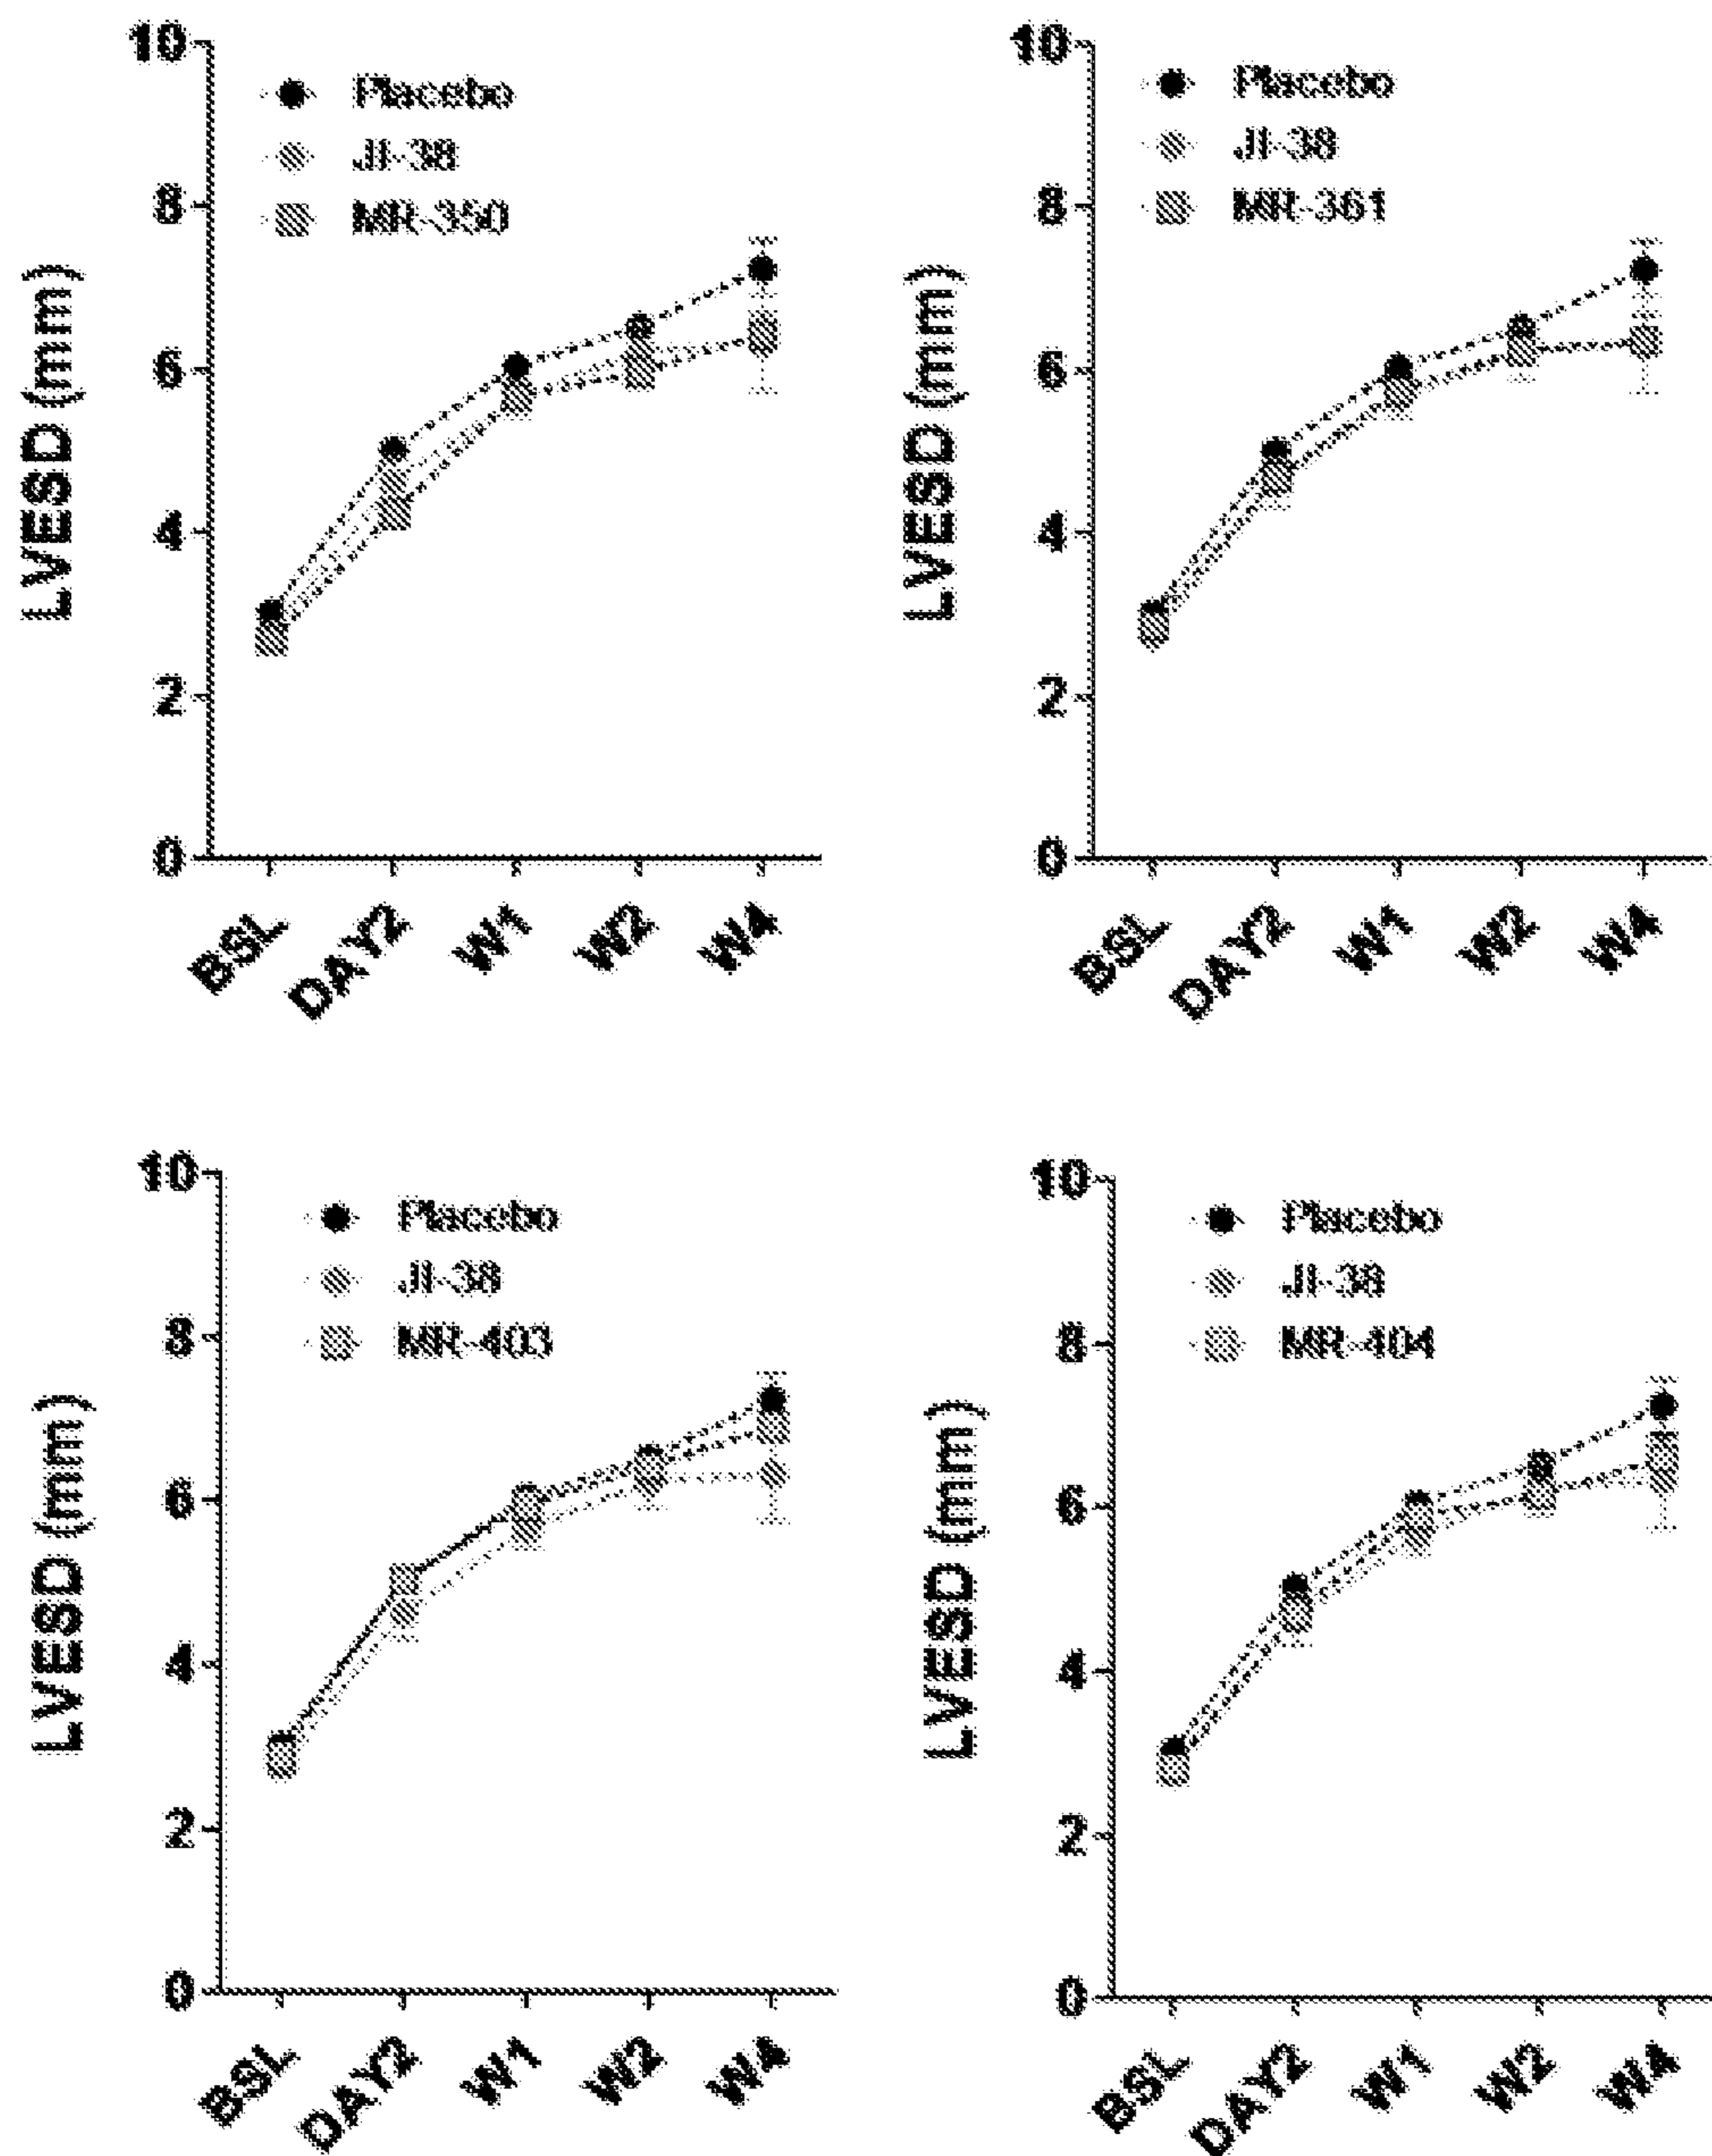 10
8
6
4
2
0
LVESD (mm)
Placebo
JI-38
MR-350
BSL
DAY2
W1
W2
W4
10
8
6
4
2
0
LVESD (mm)
Placebo
JI-38
MR-361
BSL
DAY2
W1
W2
W4
10
8
6
4
2
0
LVESD (mm)
Placebo
JI-38
MR-403
BSL
DAY2
W1
W2
W4
10
8
6
4
2
0
LVESD (mm)
Placebo
JI-38
MR-404
BSL
DAY2
W1
W2
W4